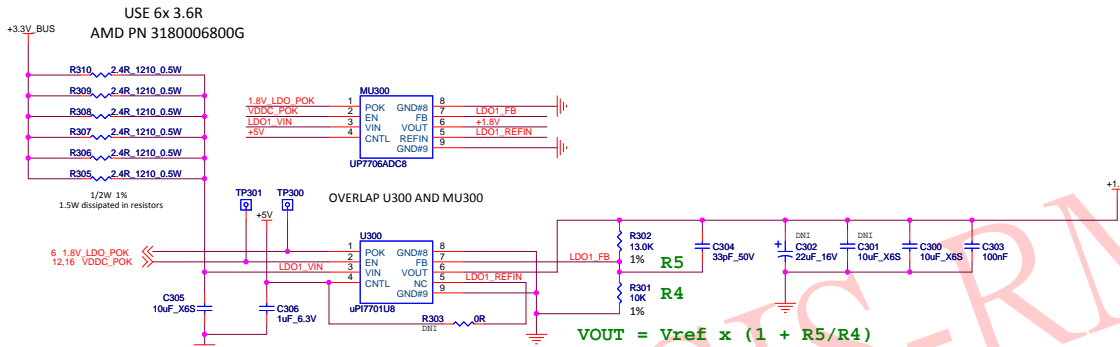 USE 6x 3.6R
AMD PN 3180006800G
+3.3V_BUS
R310 2.4R_1210_0.5W
R309 2.4R_1210_0.5W
R308 2.4R_1210_0.5W
R307 2.4R_1210_0.5W
R306 2.4R_1210_0.5W
R305 2.4R_1210_0.5W
1/2W 1%
1.5W dissipated in resistors
MU300
1.8V_LDO_POK 1 POK GND#8 8
VDDC_POK 2 EN FB 7 LDO1_FB
LDO1_VIN 3 VIN VOUT 6 +1.8V
+5V 4 CNTL REFIN 5 LDO1_REFIN
GND#9 9
UP7706ADC8
OVERLAP U300 AND MU300
TP301 TP300
+5V
U300
6 1.8V_LDO_POK 1 POK GND#8 8
12,16 VDDC_POK 2 EN FB 7 LDO1_FB
LDO1_VIN 3 VIN VOUT 6
4 CNTL NC 5 LDO1_REFIN
GND#9 9
uPI7701U8
C305
10uF_X6S
C306
1uF_6.3V
R303 0R
DNI
R302
13.0K
1%
R5
R301
10K
1%
R4
C304
33pF_50V
DNI
C302
22uF_16V
DNI
C301
10uF_X6S
C300
10uF_X6S
C303
100nF
+1.
VOUT = Vref x (1 + R5/R4)